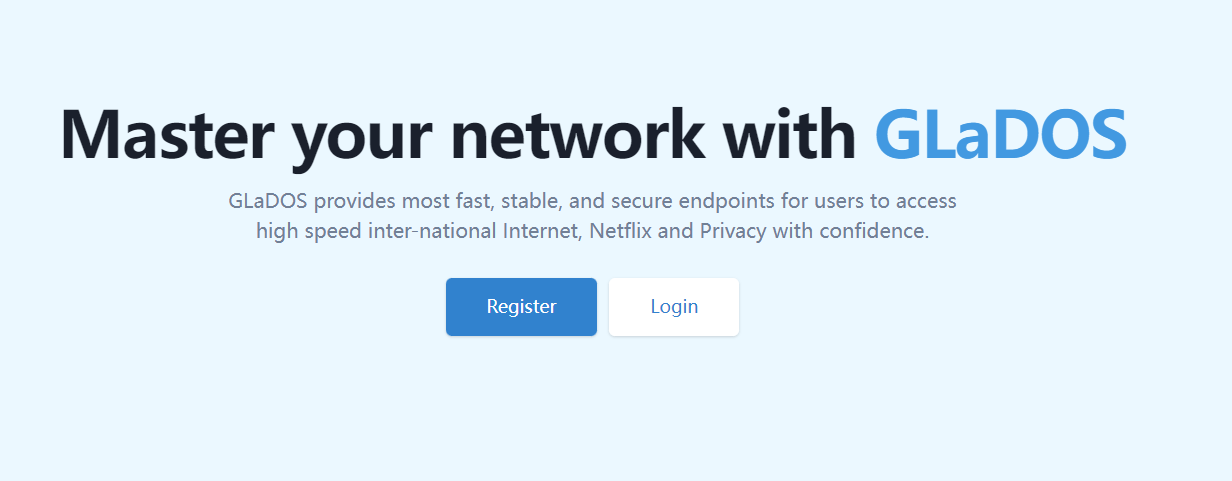 Master your network with GLaDOS
GLaDOS provides most fast, stable, and secure endpoints for users to access
high speed inter-national Internet, Netflix and Privacy with confidence.
Register
Login